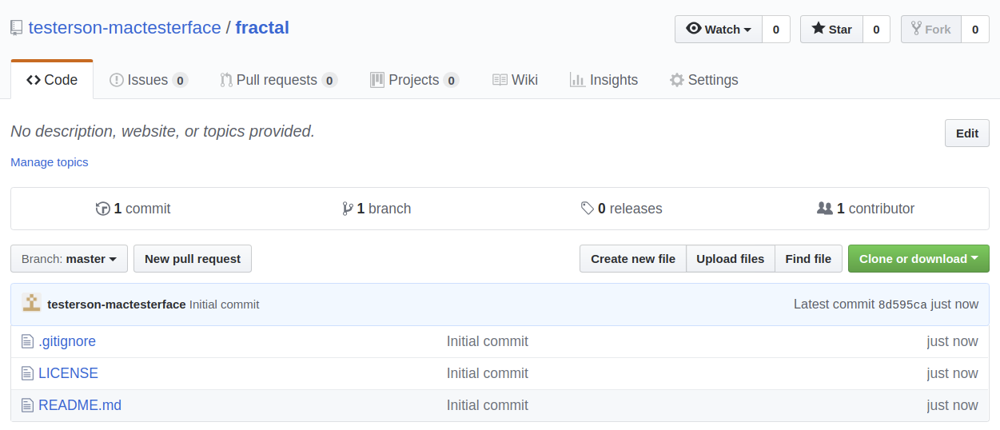 testerson-mactesterface / fractal
Watch 0 Star 0 Fork 0
Code Issues 0 Pull requests 0 Projects 0 Wiki Insights Settings
No description, website, or topics provided. Edit
Manage topics
1 commit 1 branch 0 releases 1 contributor
Branch: master New pull request Create new file Upload files Find file Clone or download
testerson-mactesterface Initial commit Latest commit 8d595ca just now
.gitignore Initial commit just now
LICENSE Initial commit just now
README.md Initial commit just now